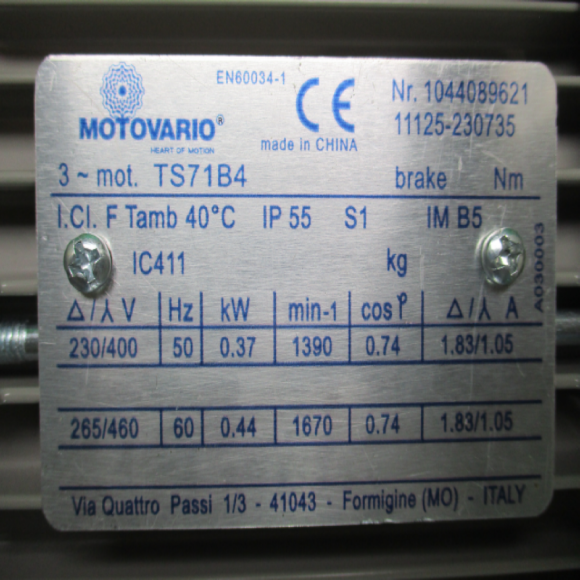 EN60034-1
CE
Nr. 1044089621
MOTOVARIO®
11125-230735
HEART OF MOTION
made in CHINA
3 ~ mot. TS71B4 brake Nm
I.Cl. F Tamb 40°C IP 55 S1 IM B5
IC411 kg
A030003
Δ/⅄ V Hz kW min-1 cosφ Δ/⅄ A
230/400 50 0.37 1390 0.74 1.83/1.05
265/460 60 0.44 1670 0.74 1.83/1.05
Via Quattro Passi 1/3 - 41043 - Formigine (MO) - ITALY